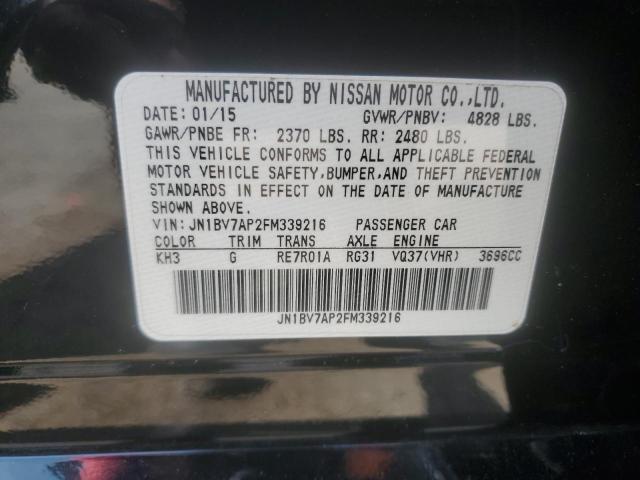 MANUFACTURED BY NISSAN MOTOR CO.,LTD.
DATE: 01/15 GVWR/PNBV: 4828 LBS.
GAWR/PNBE FR: 2370 LBS. RR: 2480 LBS.
THIS VEHICLE CONFORMS TO ALL APPLICABLE FEDERAL
MOTOR VEHICLE SAFETY,BUMPER,AND THEFT PREVENTION
STANDARDS IN EFFECT ON THE DATE OF MANUFACTURE
SHOWN ABOVE.
VIN: JN1BV7AP2FM339216 PASSENGER CAR
COLOR TRIM TRANS AXLE ENGINE
KH3 G RE7R01A RG31 VQ37(VHR) 3696CC
JN1BV7AP2FM339216